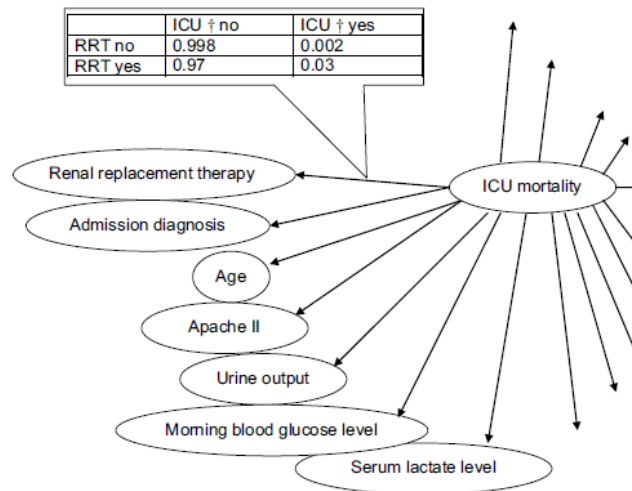 ICU † no ICU † yes
RRT no 0.998 0.002
RRT yes 0.97 0.03
Renal replacement therapy
ICU mortality
Admission diagnosis
Age
Apache II
Urine output
Morning blood glucose level
Serum lactate level